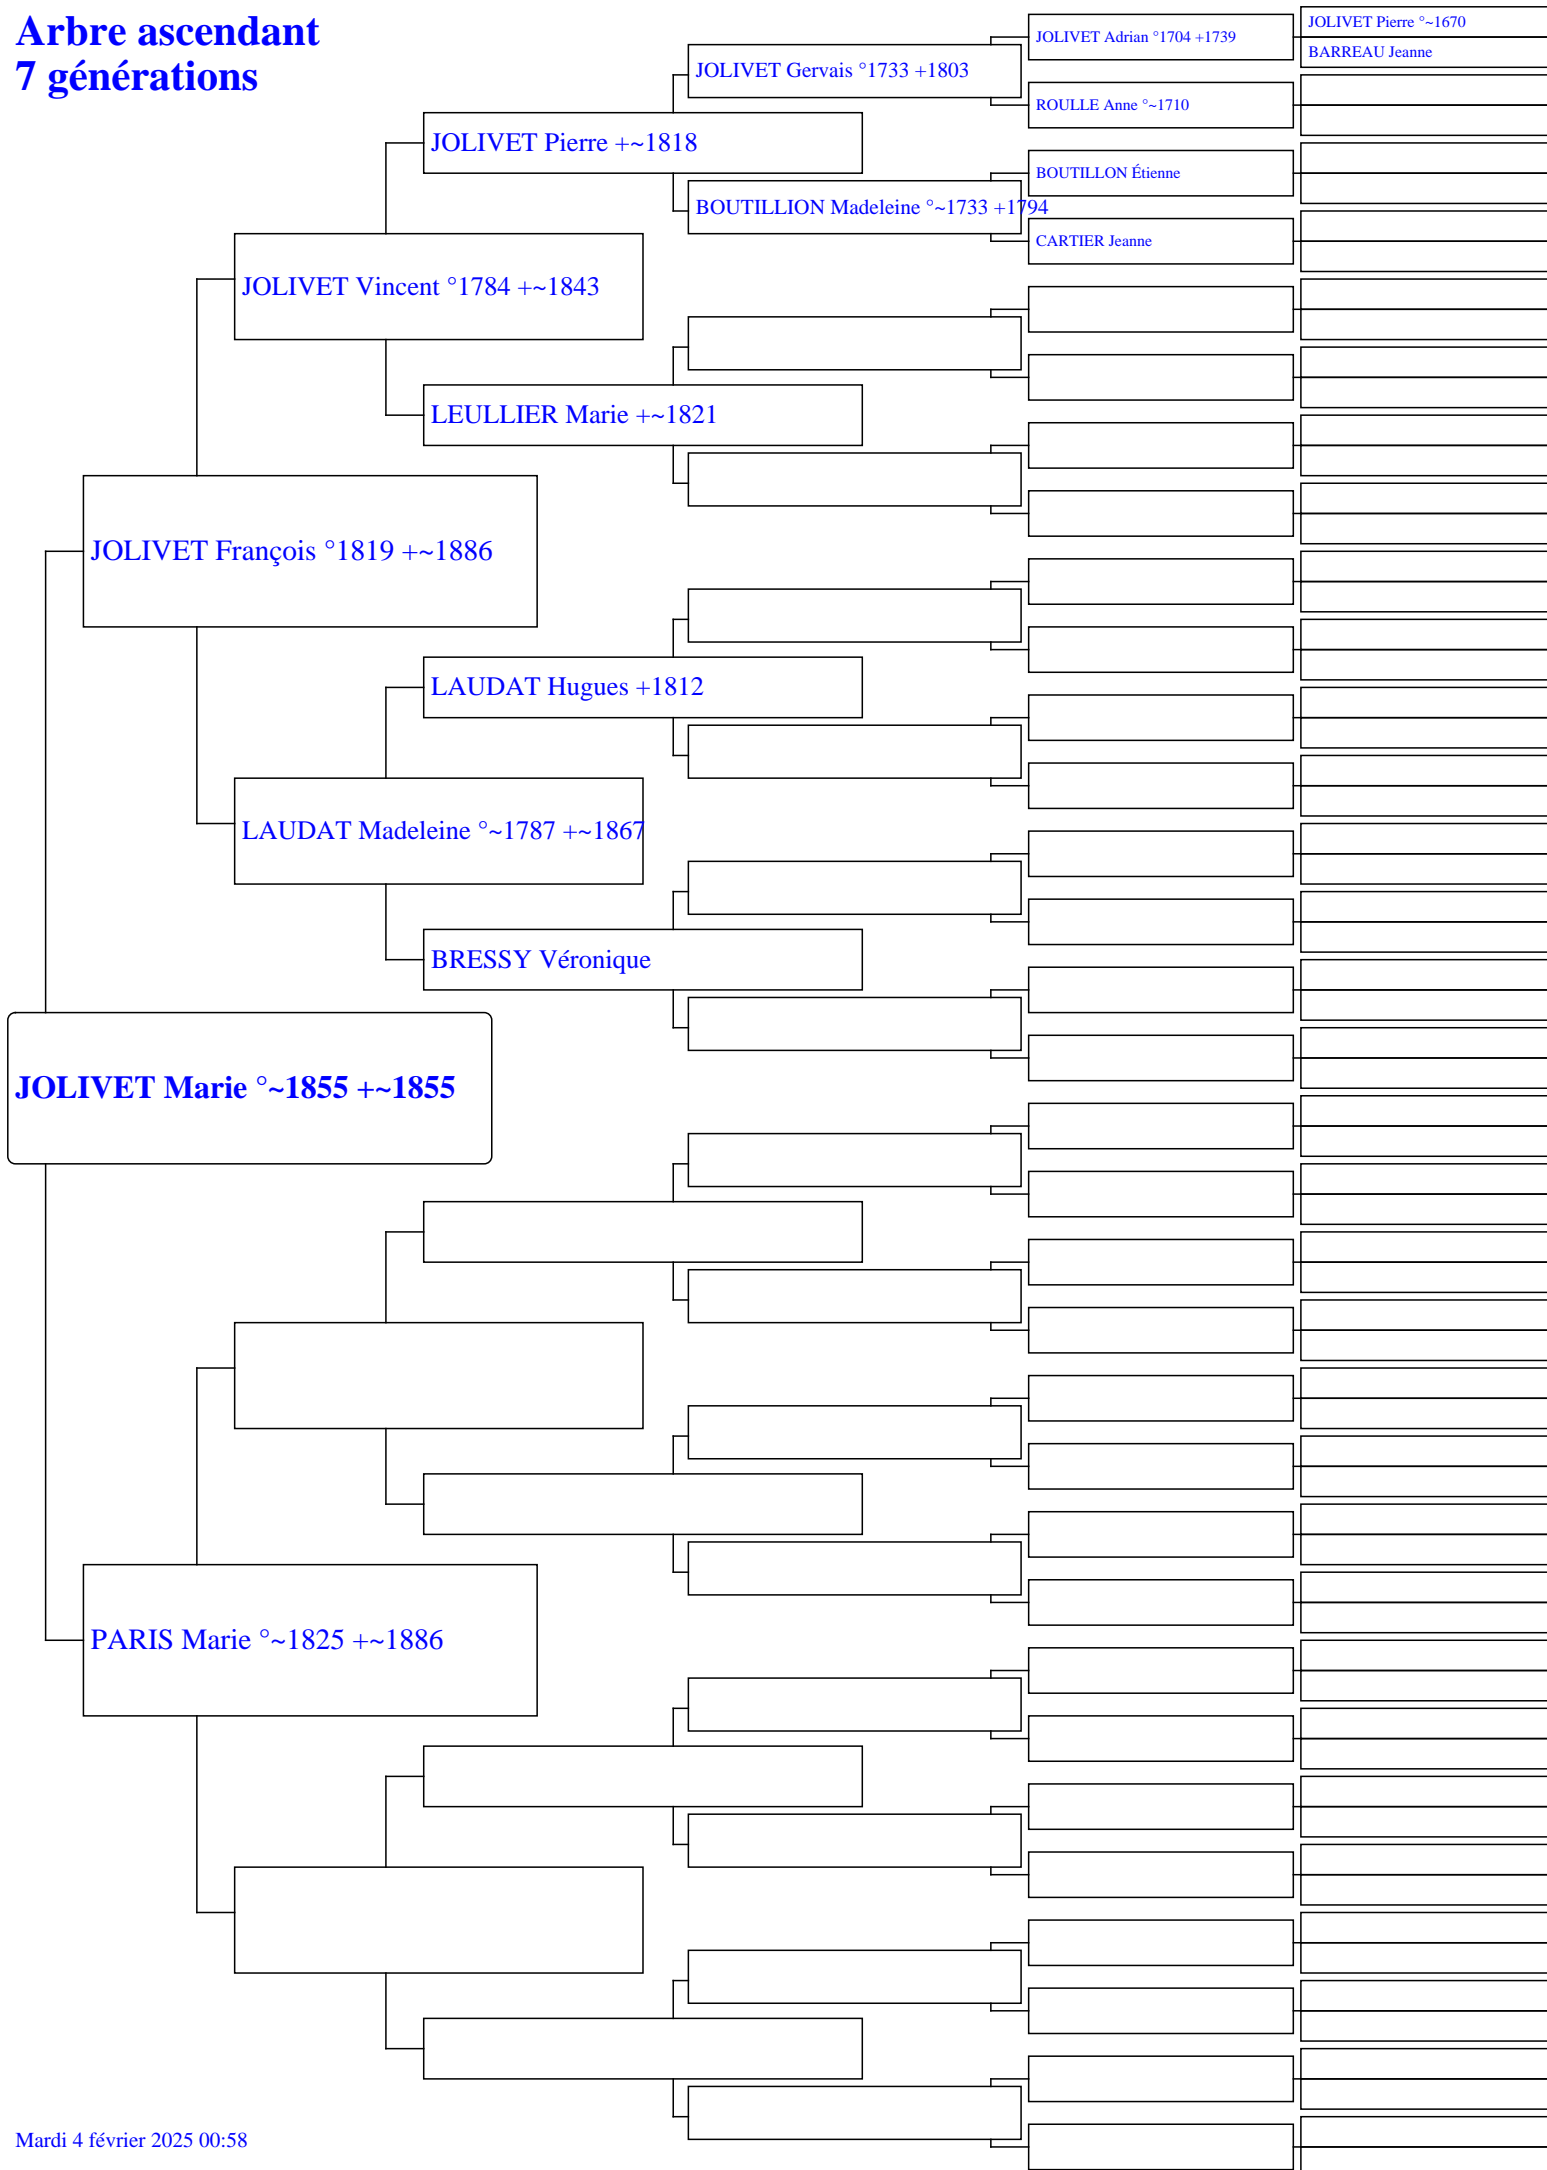 Arbre ascendant
7 générations
JOLIVET Pierre °~1670
BARREAU Jeanne
JOLIVET Adrian °1704 +1739
JOLIVET Gervais °1733 +1803
ROULLE Anne °~1710
JOLIVET Pierre +~1818
BOUTILLON Étienne
BOUTILLION Madeleine °~1733 +1794
CARTIER Jeanne
JOLIVET Vincent °1784 +~1843
LEULLIER Marie +~1821
JOLIVET François °1819 +~1886
LAUDAT Hugues +1812
LAUDAT Madeleine °~1787 +~1867
BRESSY Véronique
JOLIVET Marie °~1855 +~1855
PARIS Marie °~1825 +~1886
Mardi 4 février 2025 00:58